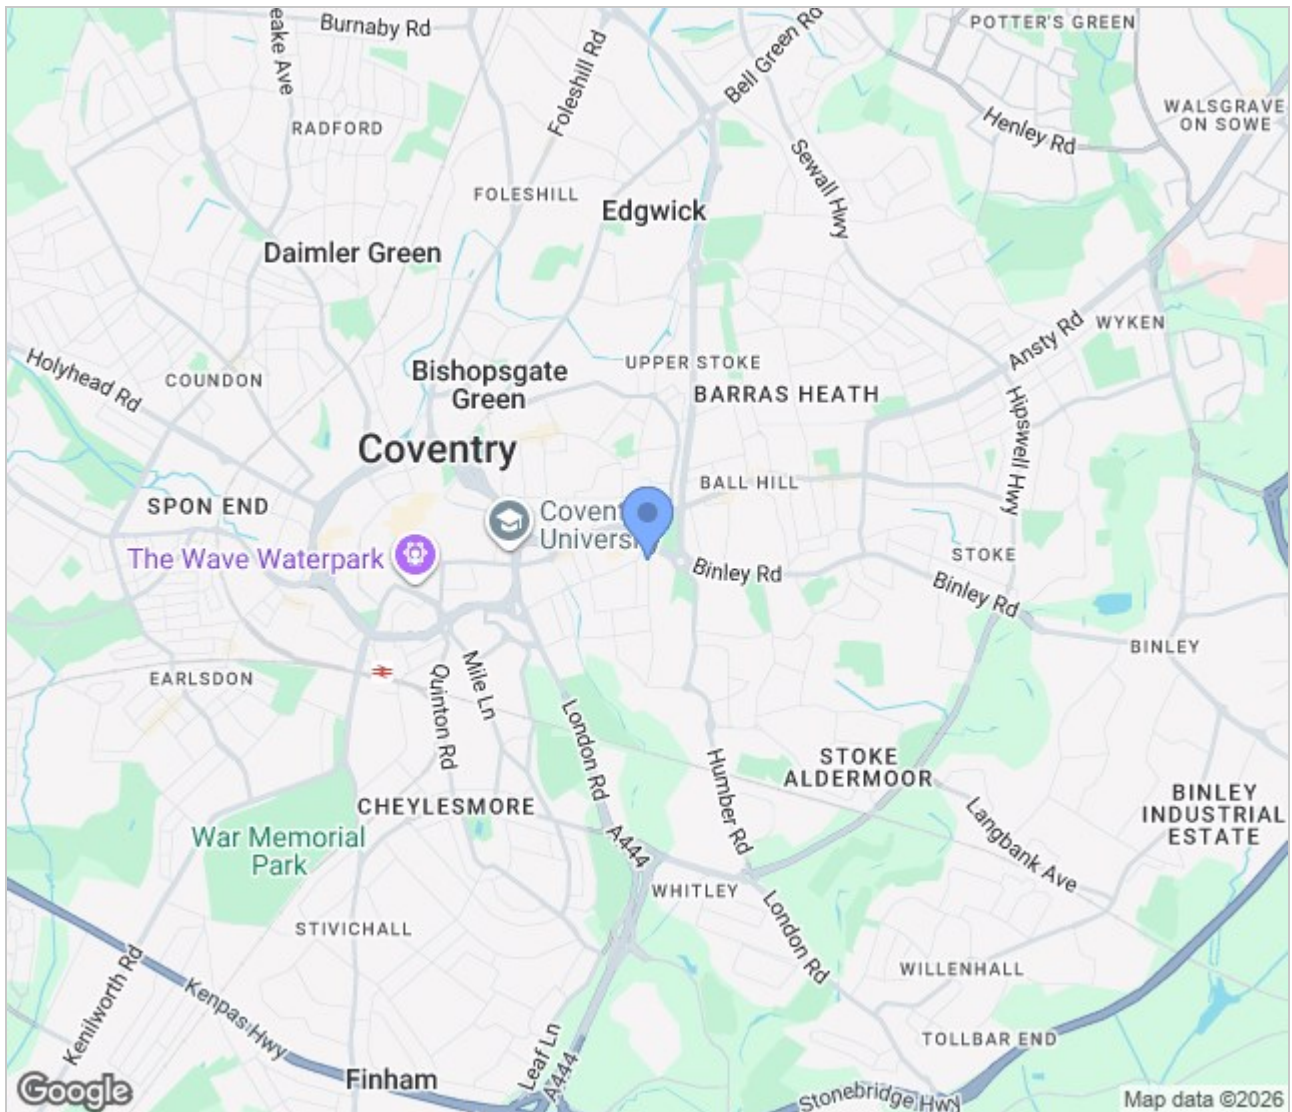 Burnaby Rd
eake Ave
Foleshill Rd
Bell Green Rd
POTTER'S GREEN
RADFORD
Henley Rd
WALSGRAVE
ON SOWE
Sewall Hwy
FOLESHILL
Edgwick
Daimler Green
Ansty Rd
WYKEN
Holyhead Rd
COUNDON
Bishopsgate
Green
UPPER STOKE
BARRAS HEATH
Hipswell Hwy
Coventry
BALL HILL
SPON END
Coventry
University
The Wave Waterpark
Binley Rd
STOKE
Binley Rd
BINLEY
EARLSDON
Quinton Rd
Mile Ln
London Rd
Humber Rd
STOKE
ALDERMOOR
CHEYLESMORE
Langbank Ave
BINLEY
INDUSTRIAL
ESTATE
War Memorial
Park
A444
WHITLEY
London Rd
STIVICHALL
WILLENHALL
Kenilworth Rd
Kenpas Hwy
TOLLBAR END
Leaf Ln
A444
Finham
Stonebridge Hwy
Google
Map data ©2026